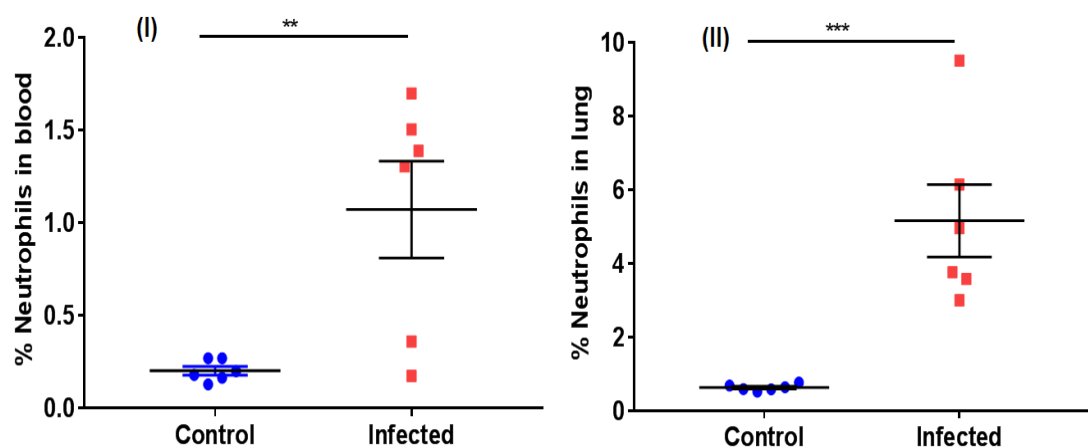 (I)
**
% Neutrophils in blood
2.0
1.5
1.0
0.5
0.0
Control
Infected
(II)
***
% Neutrophils in lung
10
8
6
4
2
0
Control
Infected